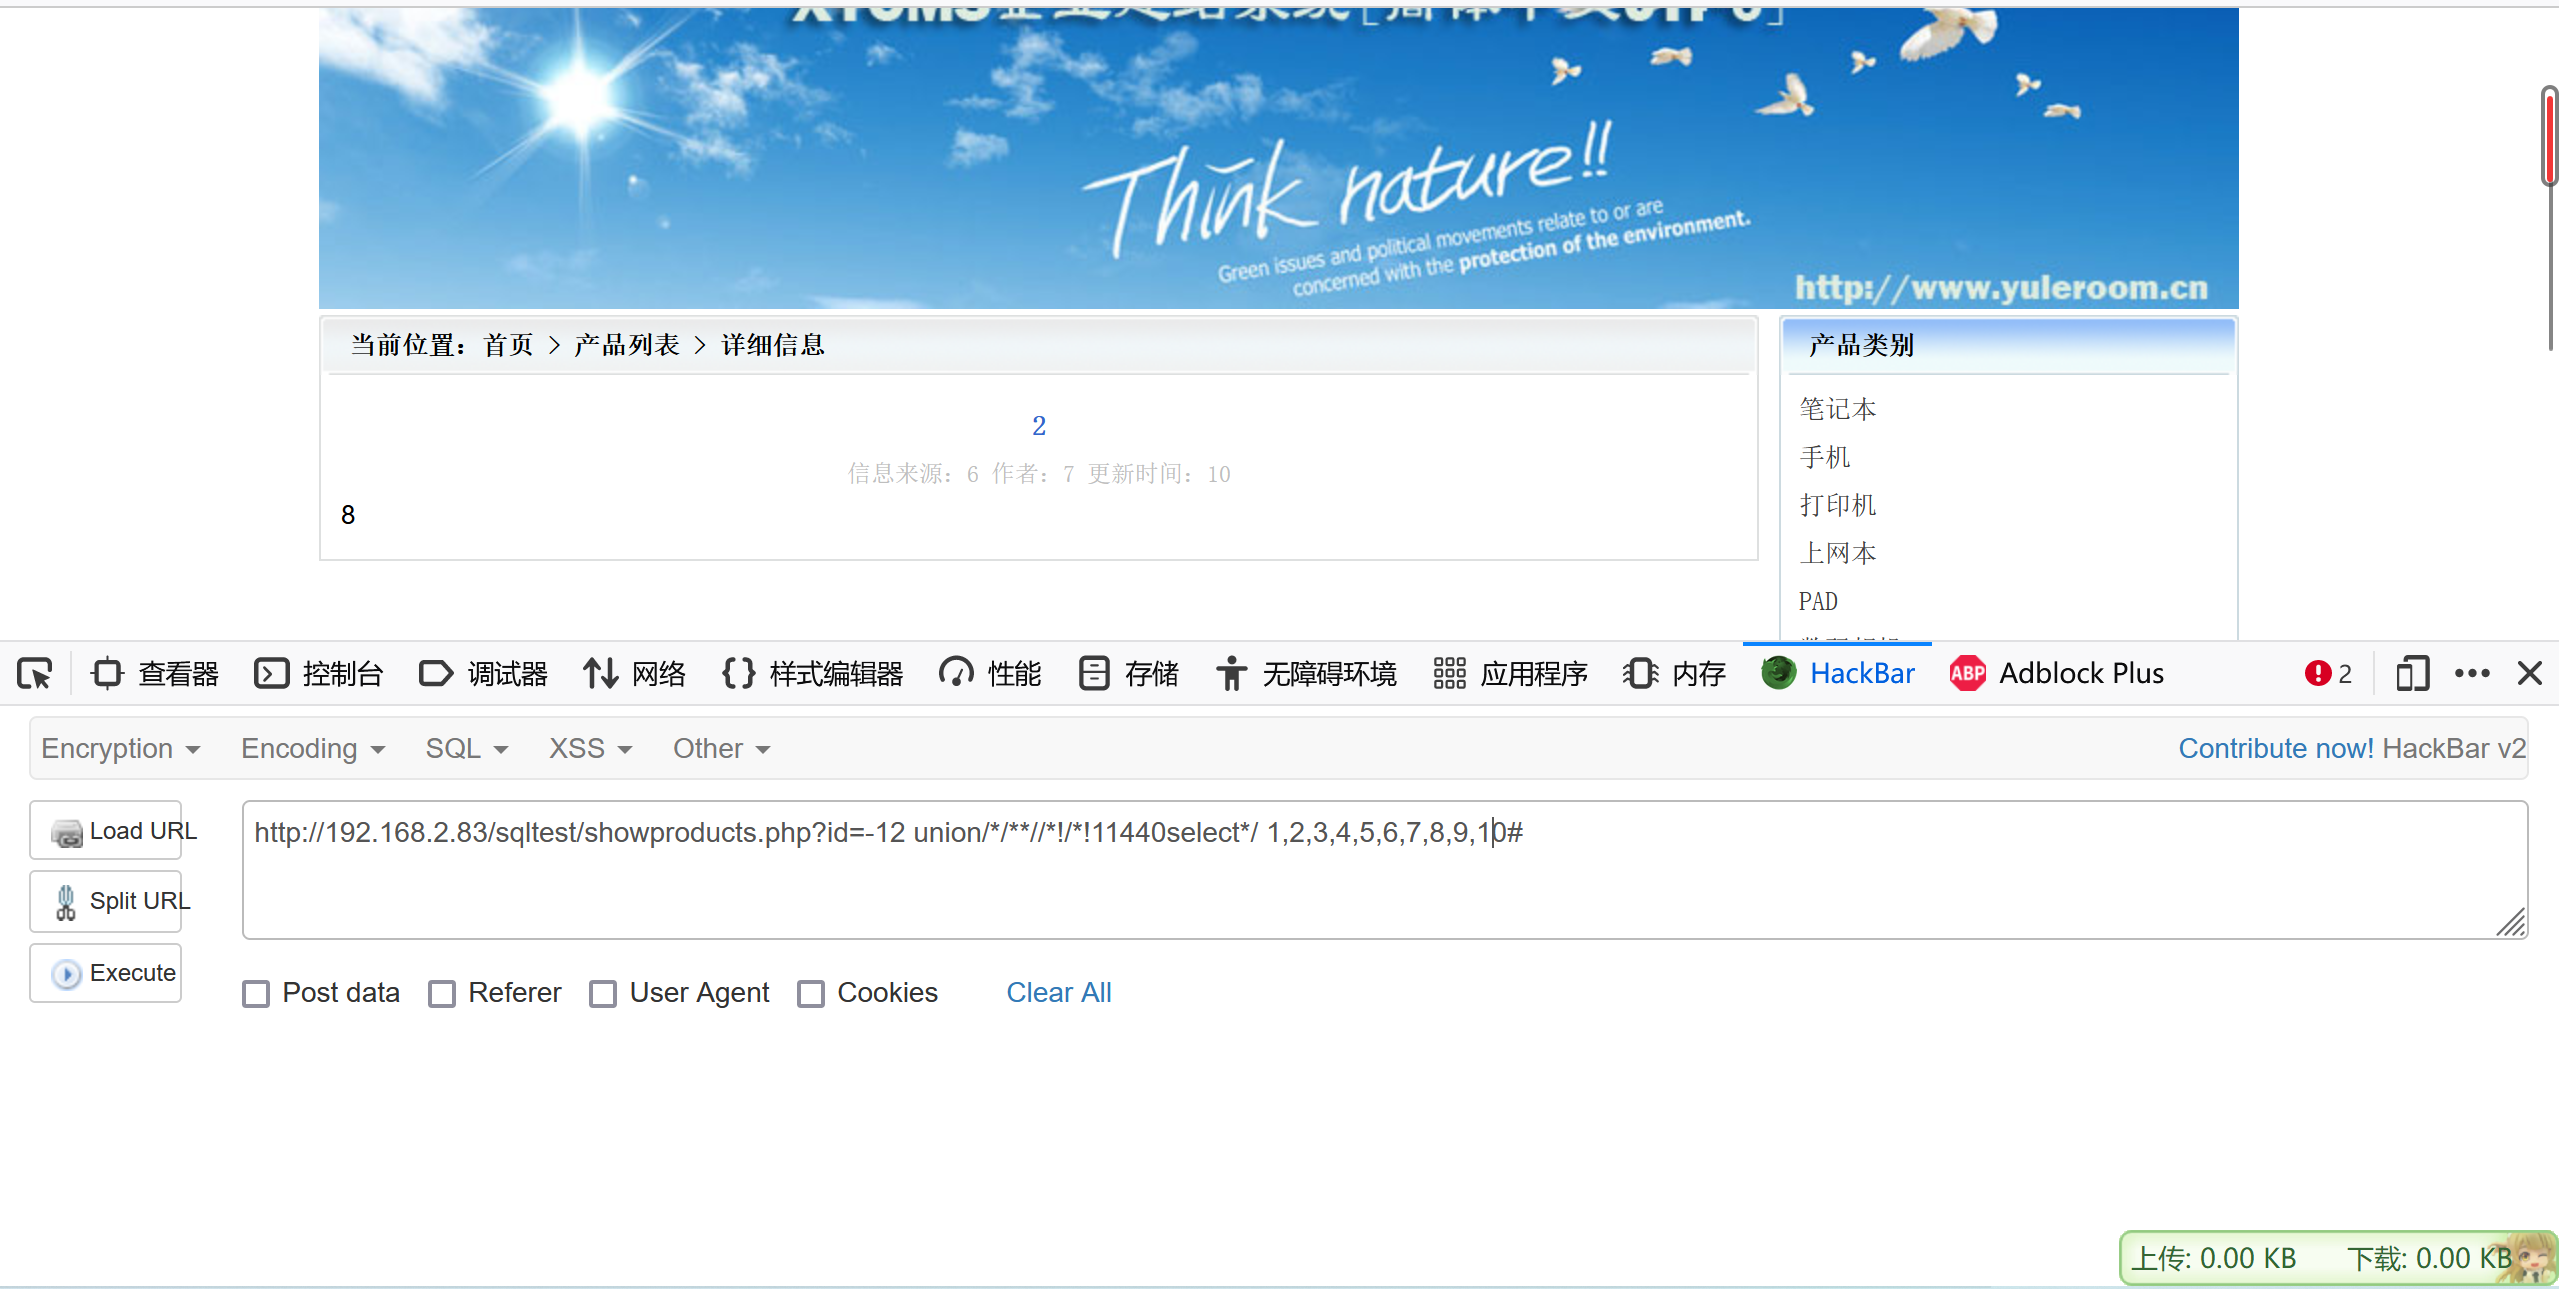 Think nature!!
Green issues and political movements relate to or are
concerned with the protection of the environment.
http://www.yuleroom.cn
当前位置：首页 > 产品列表 > 详细信息
2
信息来源：6 作者：7 更新时间：10
8
产品类别
笔记本
手机
打印机
上网本
PAD
查看器 控制台 调试器 网络 样式编辑器 性能 存储 无障碍环境 应用程序 内存 HackBar ABP Adblock Plus 2
Encryption Encoding SQL XSS Other Contribute now! HackBar v2
Load URL
http://192.168.2.83/sqltest/showproducts.php?id=-12 union/*/**//*!/*!11440select*/ 1,2,3,4,5,6,7,8,9,10#
Split URL
Execute
Post data Referer User Agent Cookies Clear All
上传: 0.00 KB 下载: 0.00 KB